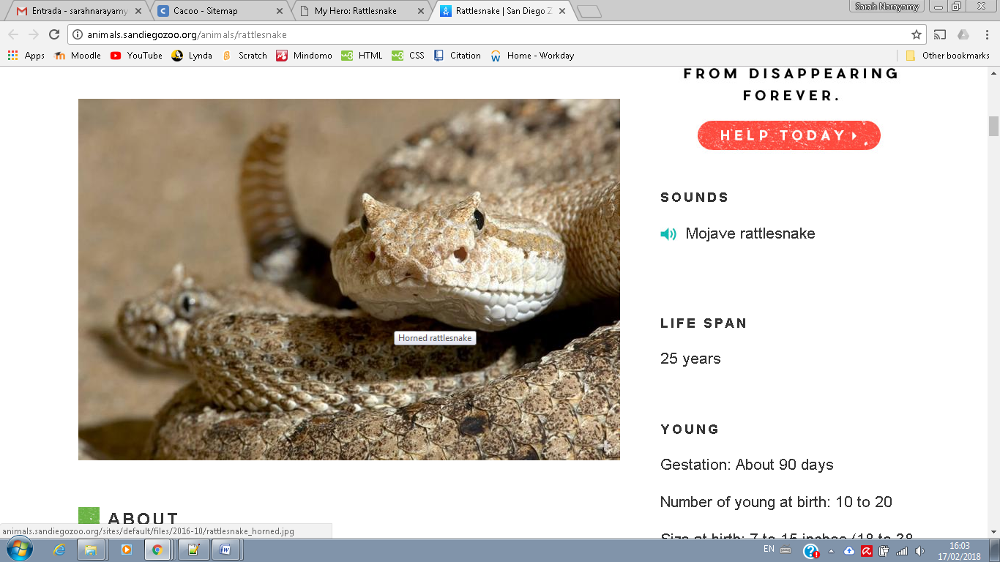 Entrada - sarahnarayamy
Cacoo - Sitemap
My Hero: Rattlesnake
Rattlesnake | San Diego Z
Sarah Narayamy
animals.sandiegozoo.org/animals/rattlesnake
Apps
Moodle
YouTube
Lynda
Scratch
Mindomo
HTML
CSS
Citation
Home - Workday
Other bookmarks
FROM DISAPPEARING
FOREVER.
HELP TODAY
SOUNDS
Mojave rattlesnake
Horned rattlesnake
LIFE SPAN
25 years
YOUNG
Gestation: About 90 days
Number of young at birth: 10 to 20
Size at birth: 7 to 15 inches (18 to 38
ABOUT
animals.sandiegozoo.org/sites/default/files/2016-10/rattlesnake_horned.jpg
EN
16:03
17/02/2018